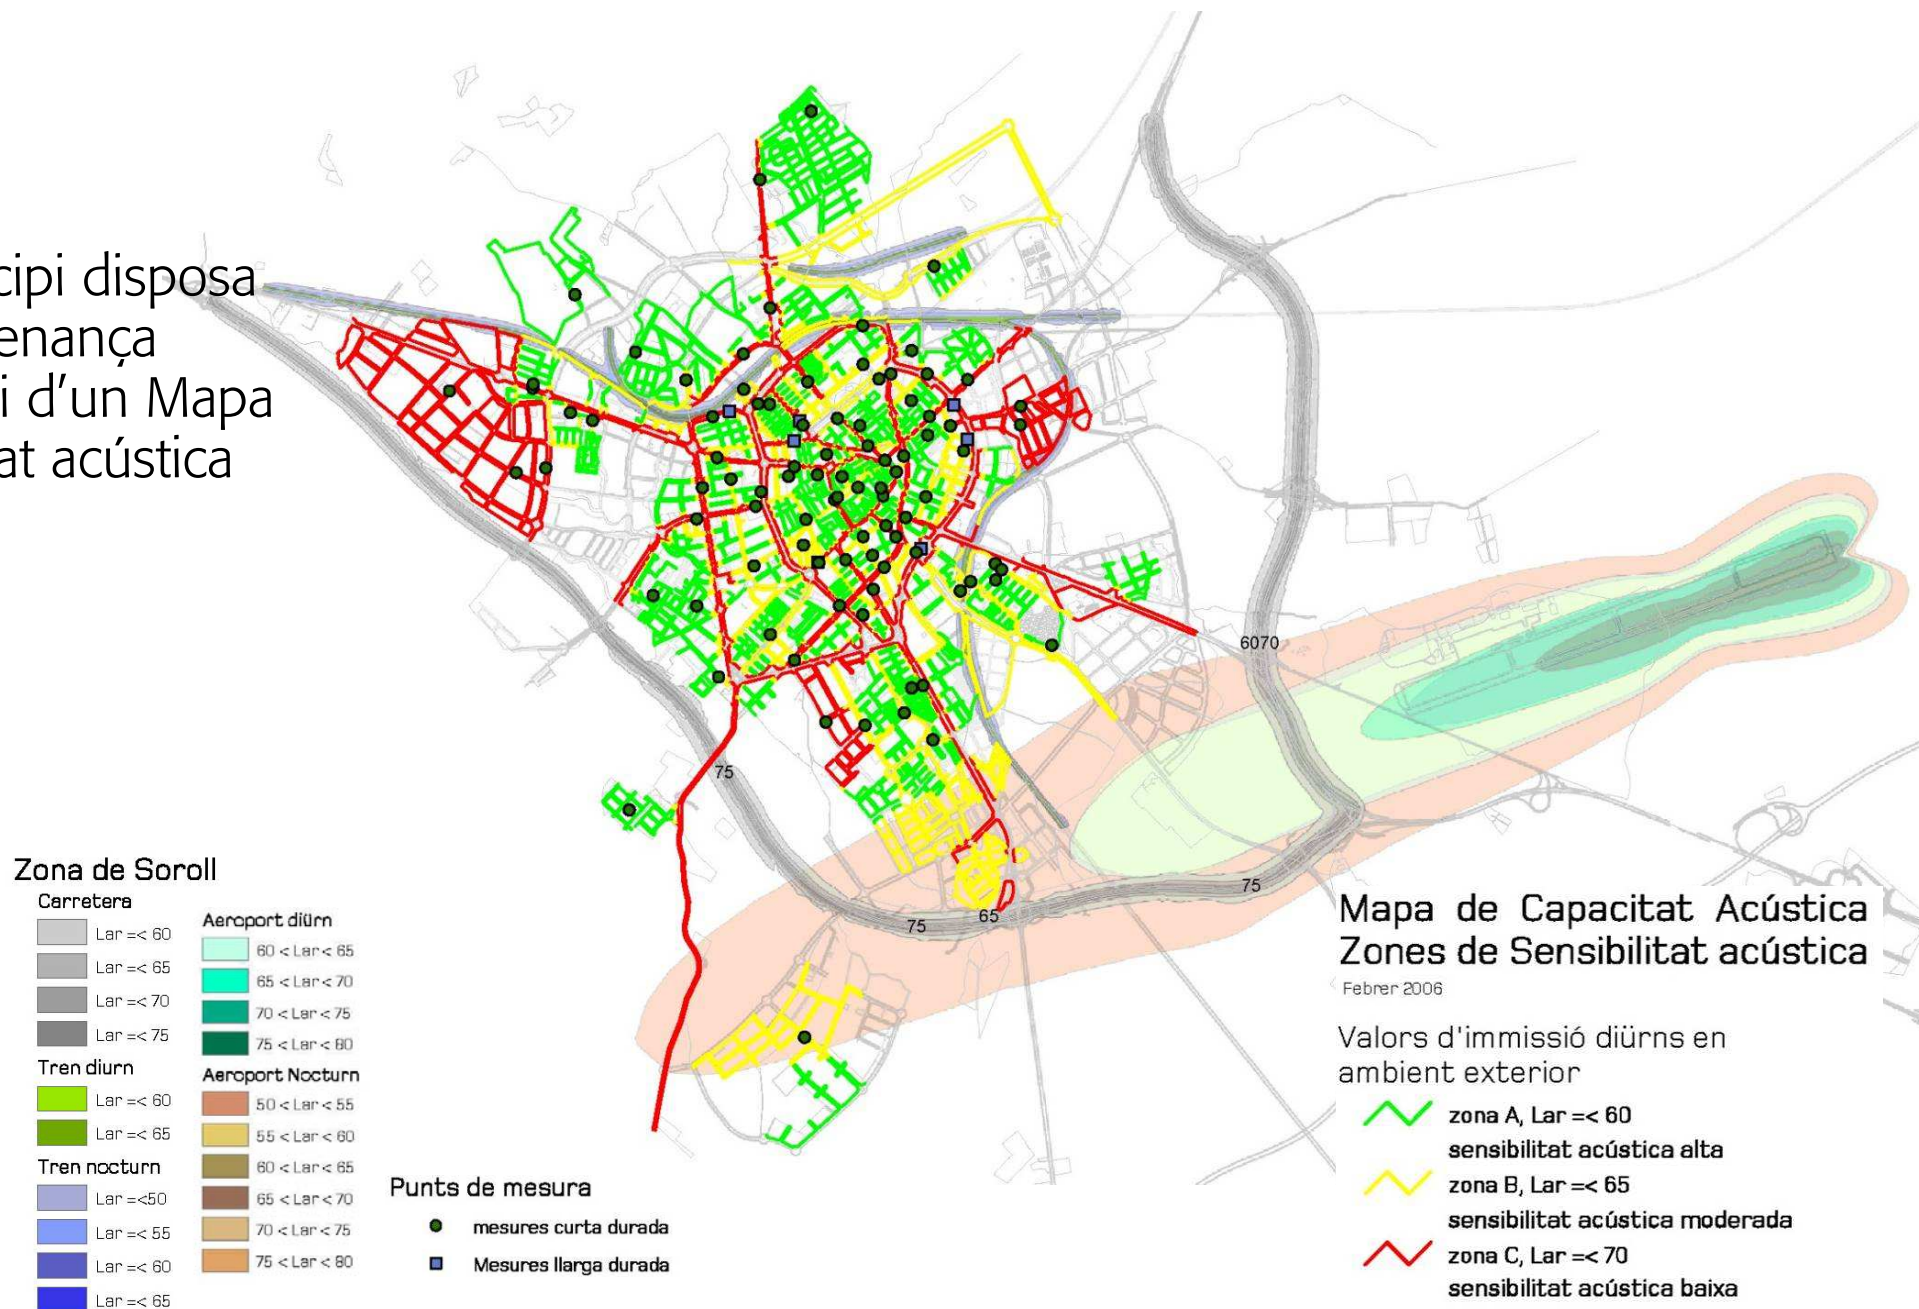 cipi disposa
enança
i d'un Mapa
at acústica
6070
75
75
75
65
Zona de Soroll
Carretera
Lar =< 60
Lar =< 65
Lar =< 70
Lar =< 75
Tren diurn
Lar =< 60
Lar =< 65
Tren nocturn
Lar =<50
Lar =< 55
Lar =< 60
Lar =< 65
Aeroport diürn
60 < Lar < 65
65 < Lar < 70
70 < Lar < 75
75 < Lar < 80
Aeroport Nocturn
50 < Lar < 55
55 < Lar < 60
60 < Lar < 65
65 < Lar < 70
70 < Lar < 75
75 < Lar < 80
Punts de mesura
mesures curta durada
Mesures llarga durada
Mapa de Capacitat Acústica
Zones de Sensibilitat acústica
Febrer 2006
Valors d'immissió diürns en
ambient exterior
zona A, Lar =< 60
sensibilitat acústica alta
zona B, Lar =< 65
sensibilitat acústica moderada
zona C, Lar =< 70
sensibilitat acústica baixa